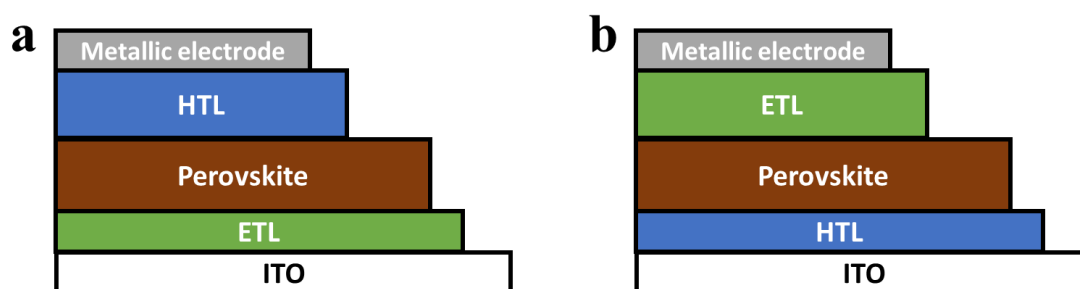 a
Metallic electrode
HTL
Perovskite
ETL
ITO
b
Metallic electrode
ETL
Perovskite
HTL
ITO